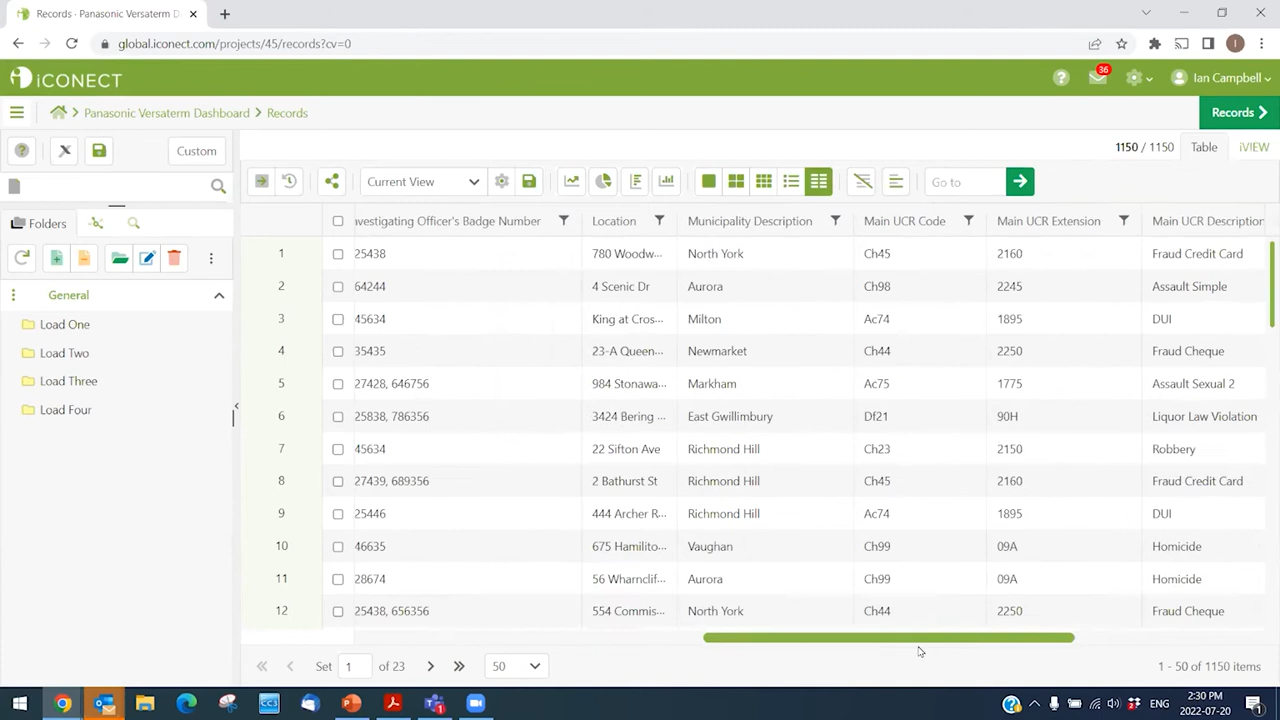 Records - Panasonic Versaterm D
global.iconect.com/projects/45/records?cv=0
iCONECT
36
Ian Campbell
Panasonic Versaterm Dashboard > Records
Records
Custom
1150 / 1150
Table
iVIEW
Current View
Go to
Folders
General
Load One
Load Two
Load Three
Load Four
nvestigating Officer's Badge Number Location Municipality Description Main UCR Code Main UCR Extension Main UCR Description
1 25438 780 Woodw... North York Ch45 2160 Fraud Credit Card
2 64244 4 Scenic Dr Aurora Ch98 2245 Assault Simple
3 45634 King at Cros... Milton Ac74 1895 DUI
4 35435 23-A Queen... Newmarket Ch44 2250 Fraud Cheque
5 27428, 646756 984 Stonawa... Markham Ac75 1775 Assault Sexual 2
6 25838, 786356 3424 Bering ... East Gwillimbury Df21 90H Liquor Law Violation
7 45634 22 Sifton Ave Richmond Hill Ch23 2150 Robbery
8 27439, 689356 2 Bathurst St Richmond Hill Ch45 2160 Fraud Credit Card
9 25446 444 Archer R... Richmond Hill Ac74 1895 DUI
10 46635 675 Hamilto... Vaughan Ch99 09A Homicide
11 28674 56 Wharnclif... Aurora Ch99 09A Homicide
12 25438, 656356 554 Commis... North York Ch44 2250 Fraud Cheque
Set 1 of 23
50
1 - 50 of 1150 items
CC3
ENG
2:30 PM
2022-07-20
1